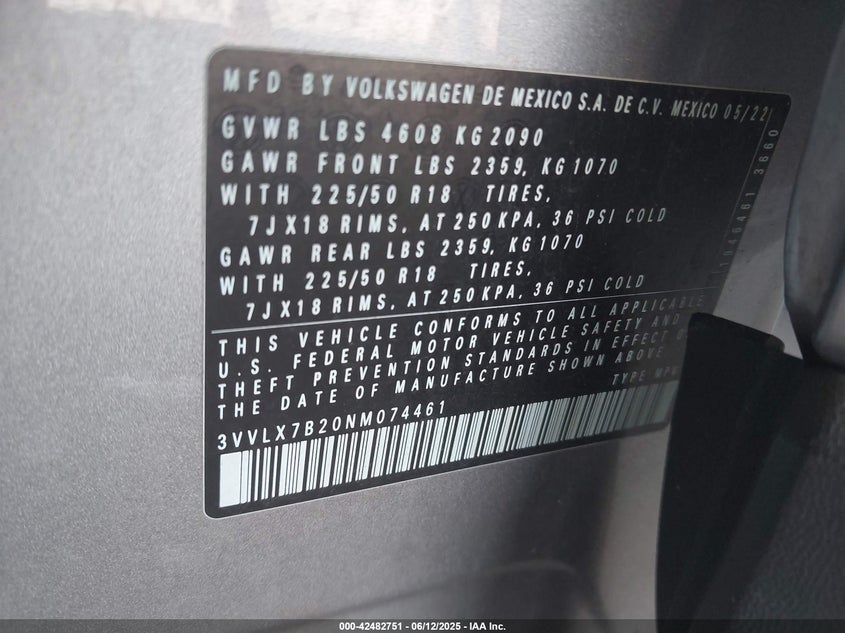 MFD BY VOLKSWAGEN DE MEXICO S.A. DE C.V. MEXICO 05/22
GVWR LBS 4608 KG 2090
GAWR FRONT LBS 2359, KG 1070
WITH 225/50 R18 TIRES,
7JX18 RIMS, AT 250 KPA, 36 PSI COLD
GAWR REAR LBS 2359, KG 1070
WITH 225/50 R18 TIRES,
7JX18 RIMS, AT 250 KPA, 36 PSI COLD
THIS VEHICLE CONFORMS TO ALL APPLICABLE
U.S. FEDERAL MOTOR VEHICLE SAFETY AND
THEFT PREVENTION STANDARDS IN EFFECT
THE DATE OF MANUFACTURE SHOWN ABOVE
TYPE
3VVLX7B20NM074461
3660
000-42482751 - 06/12/2025 - IAA Inc.